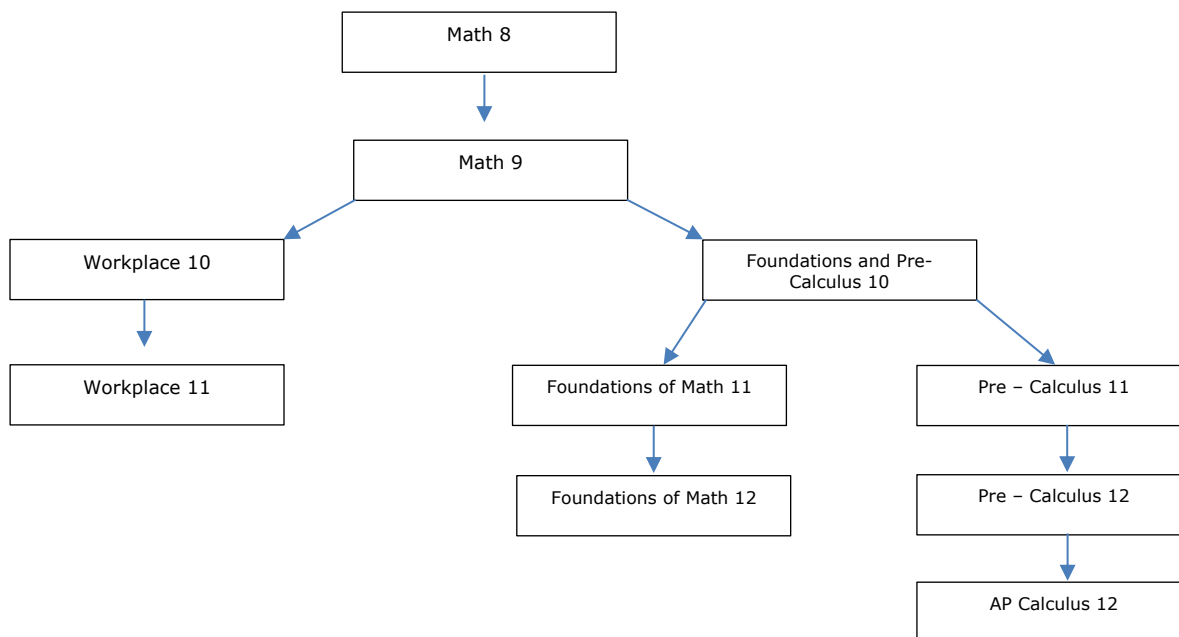 Math 8
Math 9
Workplace 10
Foundations and Pre-
Calculus 10
Workplace 11
Foundations of Math 11
Pre – Calculus 11
Foundations of Math 12
Pre – Calculus 12
AP Calculus 12